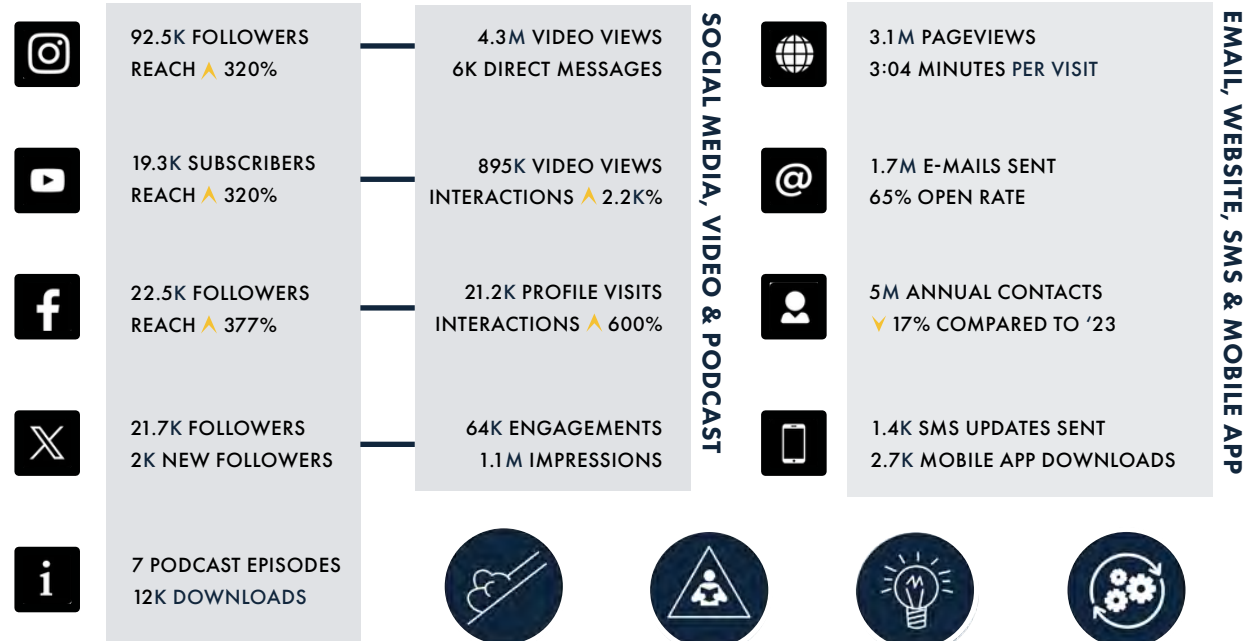 92.5K FOLLOWERS
REACH 320%
4.3M VIDEO VIEWS
6K DIRECT MESSAGES
19.3K SUBSCRIBERS
REACH 320%
895K VIDEO VIEWS
INTERACTIONS 2.2K%
22.5K FOLLOWERS
REACH 377%
21.2K PROFILE VISITS
INTERACTIONS 600%
21.7K FOLLOWERS
2K NEW FOLLOWERS
64K ENGAGEMENTS
1.1M IMPRESSIONS
i
7 PODCAST EPISODES
12K DOWNLOADS
SOCIAL MEDIA, VIDEO & PODCAST
3.1M PAGEVIEWS
3:04 MINUTES PER VISIT
@
1.7M E-MAILS SENT
65% OPEN RATE
5M ANNUAL CONTACTS
17% COMPARED TO ‘23
1.4K SMS UPDATES SENT
2.7K MOBILE APP DOWNLOADS
EMAIL, WEBSITE, SMS & MOBILE APP